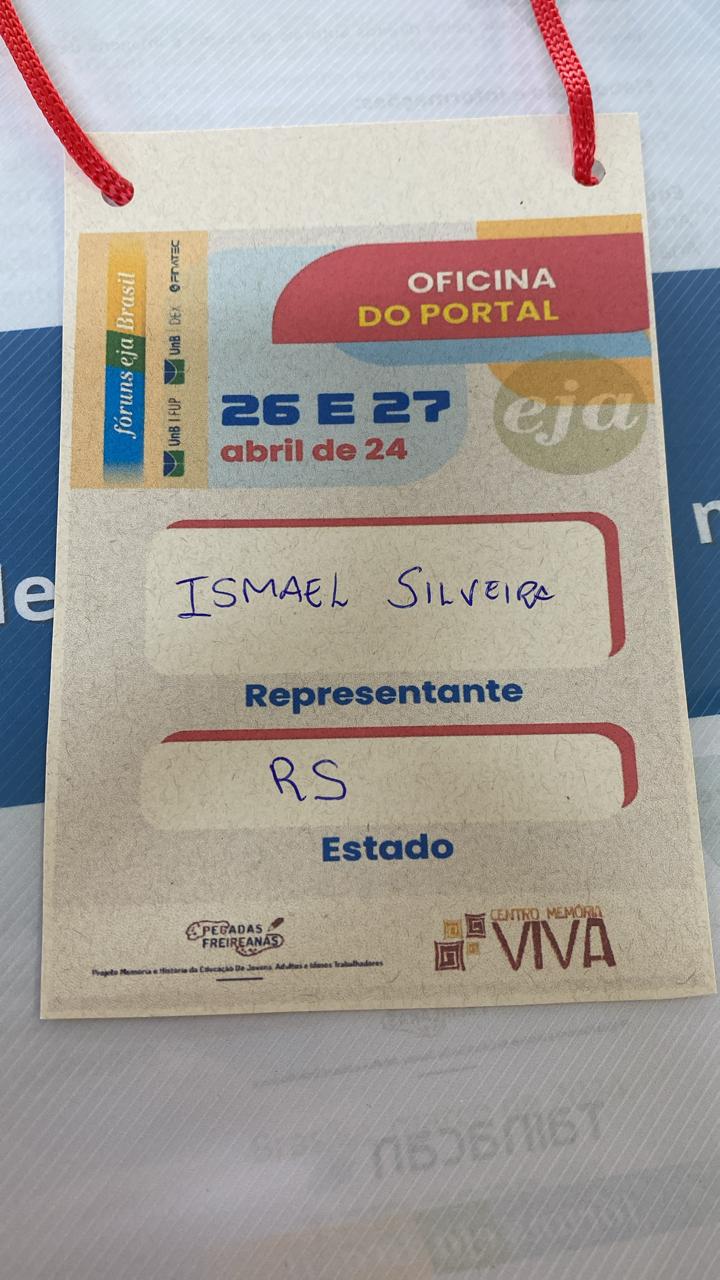 fóruns eja Brasil
UnB | FUP UnB | DEX FINATEC
OFICINA
DO PORTAL
26 E 27
abril de 24
eja
ISMAEL SILVEIRA
Representante
RS
Estado
PEGADAS
FREIREANAS
Projeto Memória e História da Educação De Jovens, Adultos e Idosos Trabalhadores
CENTRO MEMÓRIA
VIVA
Tainacan